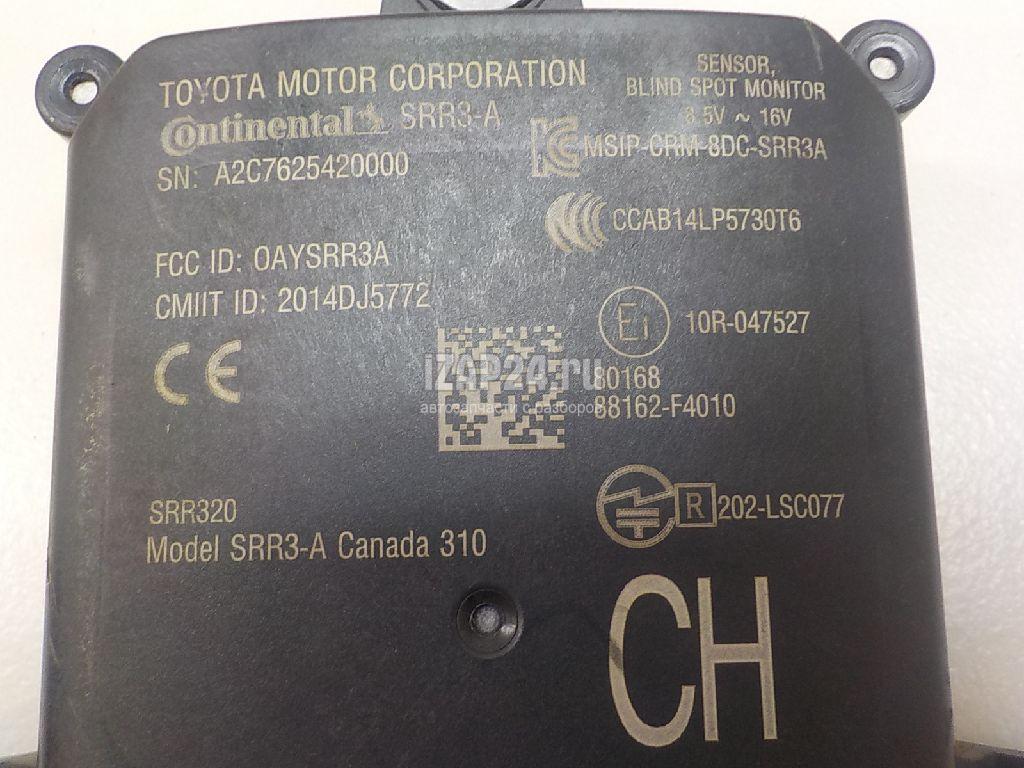 TOYOTA MOTOR CORPORATION
Continental SRR3-A
SN: A2C7625420000
FCC ID: OAYSRR3A
CMIIT ID: 2014DJ5772
CE
SENSOR,
BLIND SPOT MONITOR
8.5V ~ 16V
MSIP-CRM-8DC-SRR3A
CCAB14LP5730T6
E1 10R-047527
80168
88162-F4010
iZAP24.ru
автозапчасти с разборов
R 202-LSC077
SRR320
Model SRR3-A Canada 310
CH